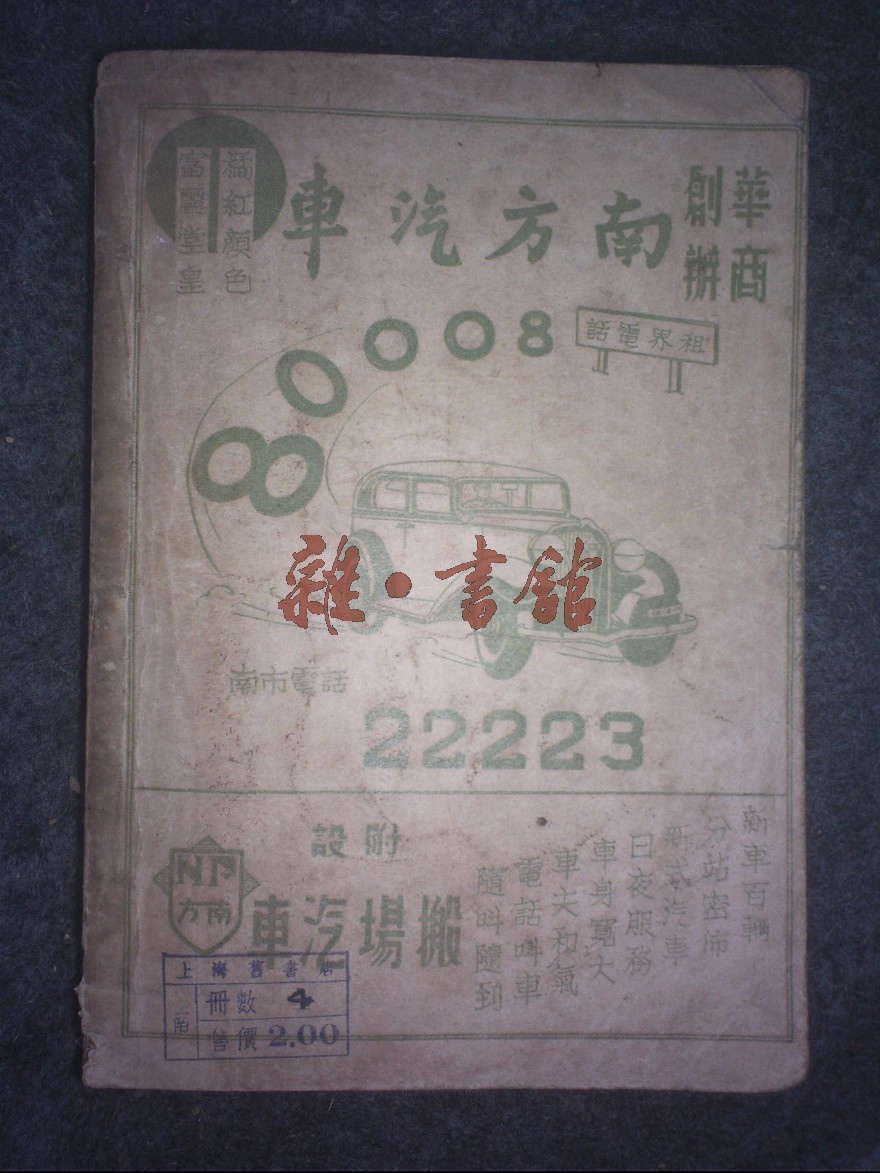 華商
創辦
南方汽車
橘紅顏色
富麗堂皇
租界電話
80008
雜·書館
南市電話
22223
新車百輛
分站密佈
新式汽車
日夜服務
車身寬大
車夫和氣
電話叫車
隨叫隨到
附設
搬場汽車
南方
上海舊書店
南
冊數 4
售價 2.00